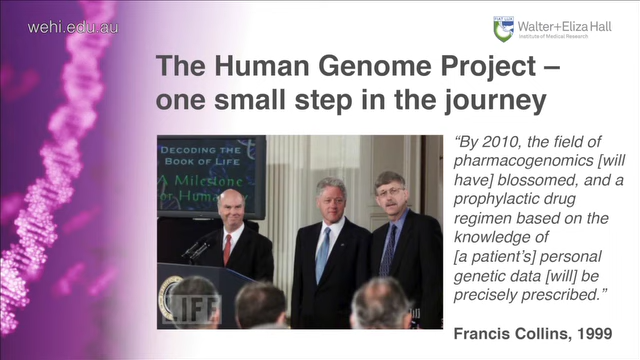 wehi.edu.au
Walter+Eliza Hall
Institute of Medical Research
The Human Genome Project –
one small step in the journey
DECODING THE
BOOK OF LIFE
A Milestone
for Human
LIFE
“By 2010, the field of
pharmacogenomics [will
have] blossomed, and a
prophylactic drug
regimen based on the
knowledge of
[a patient’s] personal
genetic data [will] be
precisely prescribed.”
Francis Collins, 1999